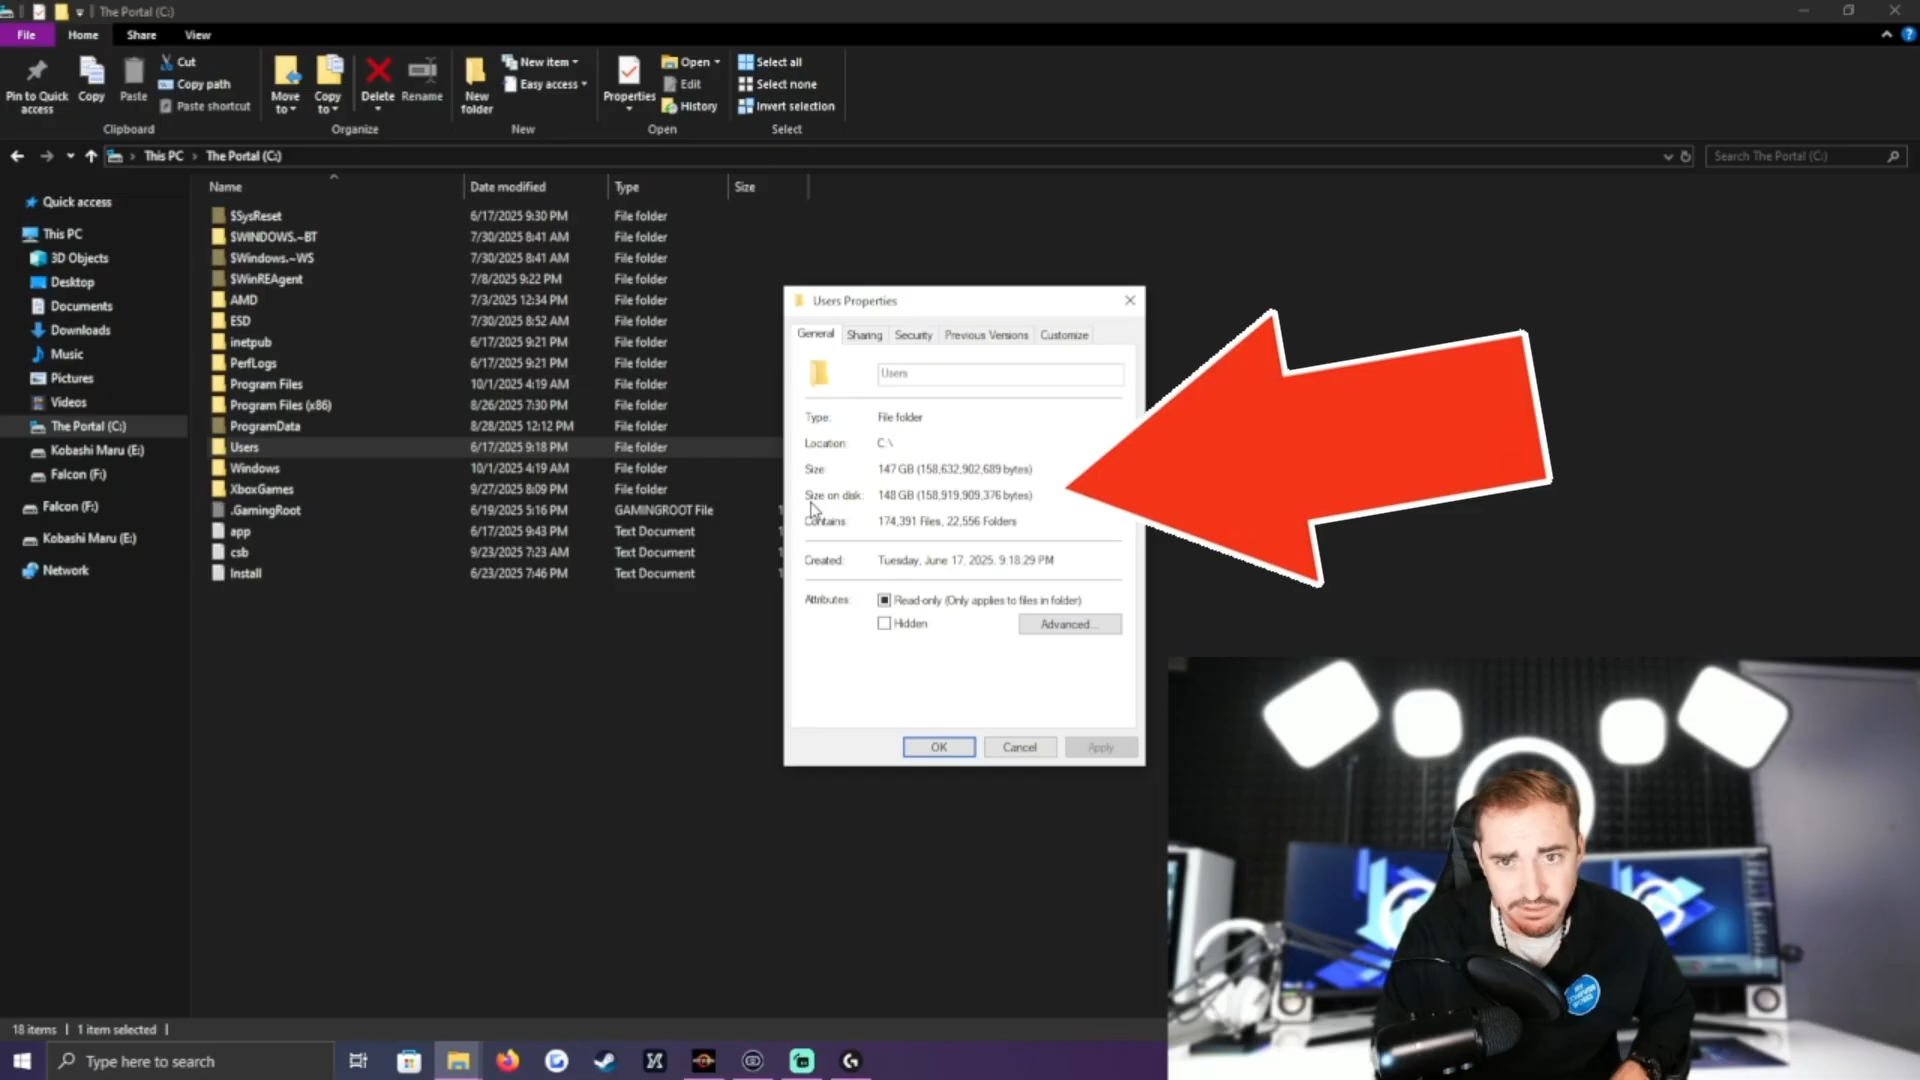 The Portal (C:)
File Home Share View
Pin to Quick access
Copy
Paste
Cut
Copy path
Paste shortcut
Clipboard
Move to
Copy to
Delete
Rename
Organize
New folder
New item
Easy access
New
Properties
Open
Edit
History
Open
Select all
Select none
Invert selection
Select
This PC > The Portal (C:)
Search The Portal (C:)
Quick access
This PC
3D Objects
Desktop
Documents
Downloads
Music
Pictures
Videos
The Portal (C:)
Kobashi Maru (E:)
Falcon (F:)
Falcon (F:)
Kobashi Maru (E:)
Network
Name Date modified Type Size
$SysReset 6/17/2025 9:30 PM File folder
$WINDOWS.~BT 7/30/2025 8:41 AM File folder
$Windows.~WS 7/30/2025 8:41 AM File folder
$WinREAgent 7/8/2025 9:22 PM File folder
AMD 7/3/2025 12:34 PM File folder
ESD 7/30/2025 8:52 AM File folder
inetpub 6/17/2025 9:21 PM File folder
PerfLogs 6/17/2025 9:21 PM File folder
Program Files 10/1/2025 4:19 AM File folder
Program Files (x86) 8/26/2025 7:30 PM File folder
ProgramData 8/28/2025 12:12 PM File folder
Users 6/17/2025 9:18 PM File folder
Windows 10/1/2025 4:19 AM File folder
XboxGames 9/27/2025 8:09 PM File folder
.GamingRoot 6/19/2025 5:16 PM GAMINGROOT File 1
app 6/17/2025 9:43 PM Text Document 1
csb 9/23/2025 7:23 AM Text Document 1
Install 6/23/2025 7:46 PM Text Document 1
Users Properties
General Sharing Security Previous Versions Customize
Users
Type: File folder
Location: C:\
Size: 147 GB (158,632,902,689 bytes)
Size on disk: 148 GB (158,919,909,376 bytes)
Contains: 174,391 Files, 22,556 Folders
Created: Tuesday, June 17, 2025, 9:18:29 PM
Attributes: Read-only (Only applies to files in folder)
Hidden Advanced...
OK Cancel Apply
18 items | 1 item selected |
Type here to search